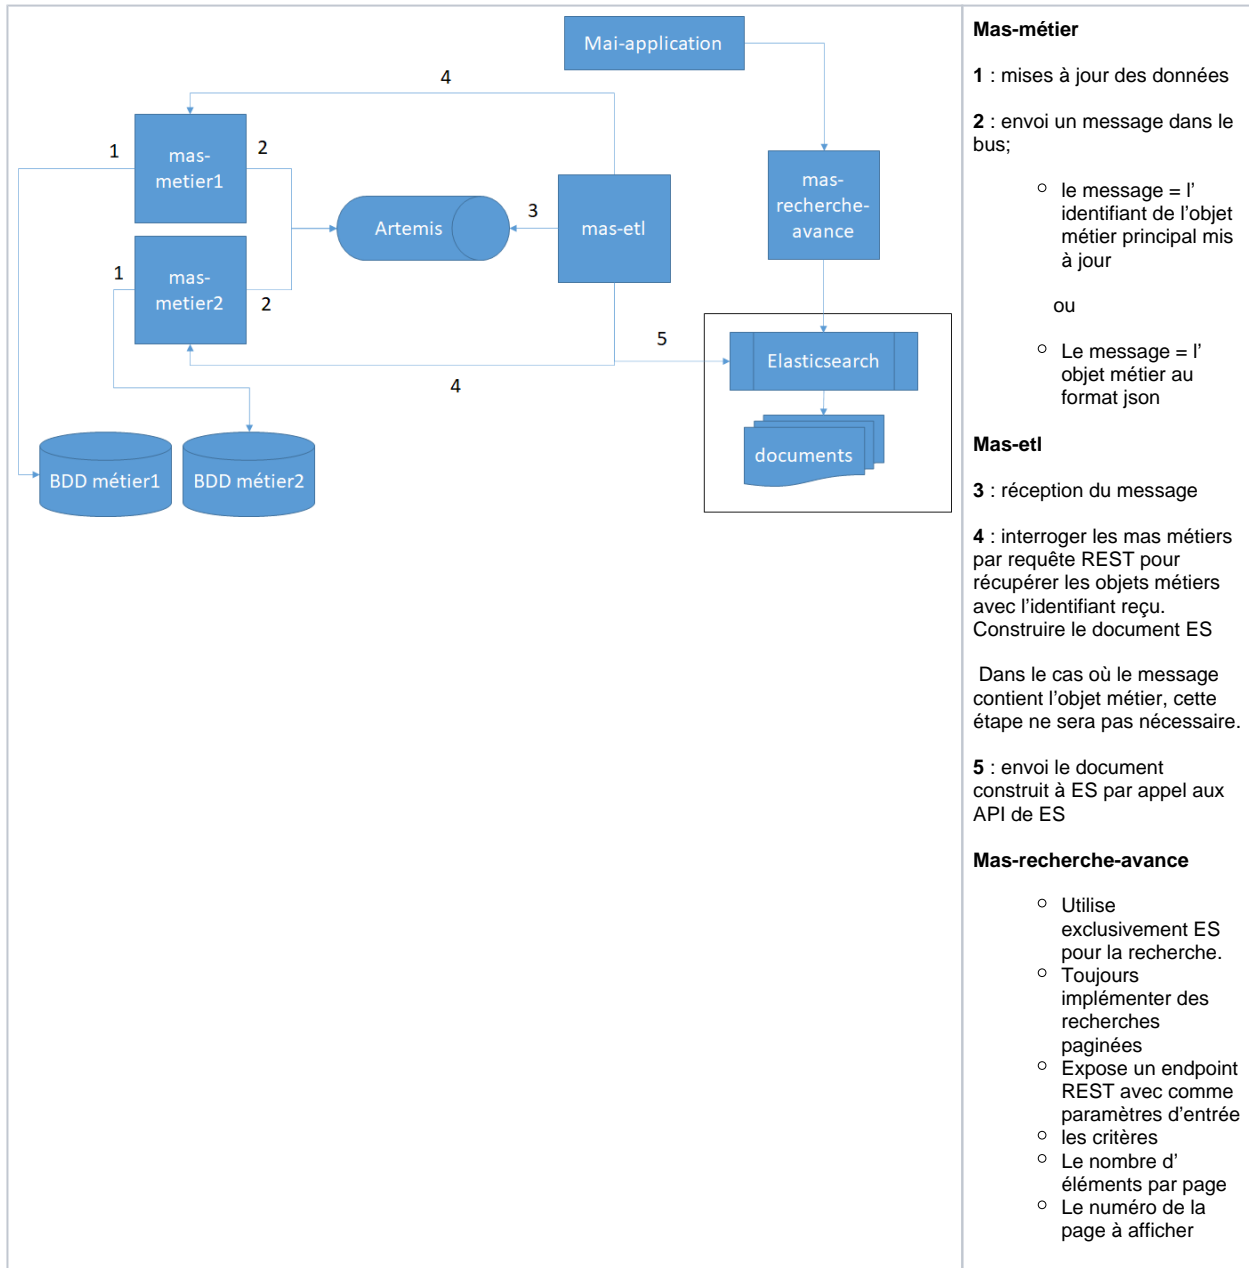 Mai-application
4
mas-
metier1
1
2
Artemis
3
mas-etl
mas-
recherche-
avance
1
mas-
metier2
2
5
Elasticsearch
4
documents
BDD métier1
BDD métier2
Mas-métier
1 : mises à jour des données
2 : envoi un message dans le
bus;
le message = l'
identifiant de l'objet
métier principal mis
à jour
ou
Le message = l'
objet métier au
format json
Mas-etl
3 : réception du message
4 : interroger les mas métiers
par requête REST pour
récupérer les objets métiers
avec l'identifiant reçu.
Construire le document ES
Dans le cas où le message
contient l'objet métier, cette
étape ne sera pas nécessaire.
5 : envoi le document
construit à ES par appel aux
API de ES
Mas-recherche-avance
Utilise
exclusivement ES
pour la recherche.
Toujours
implémenter des
recherches
paginées
Expose un endpoint
REST avec comme
paramètres d'entrée
les critères
Le nombre d'
éléments par page
Le numéro de la
page à afficher